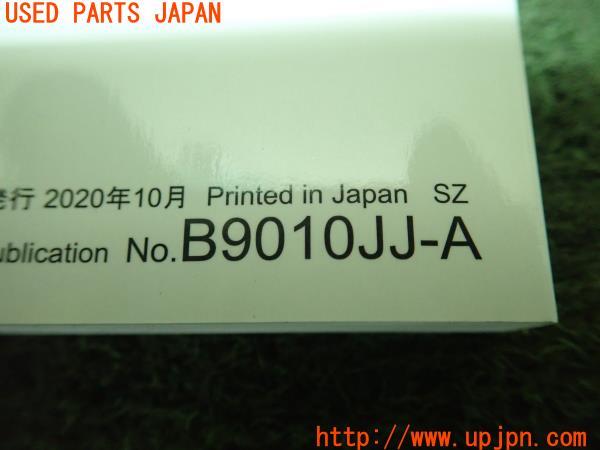 USED PARTS JAPAN
発行 2020年10月 Printed in Japan SZ
ublication No.B9010JJ-A
http://www.upjpn.com/